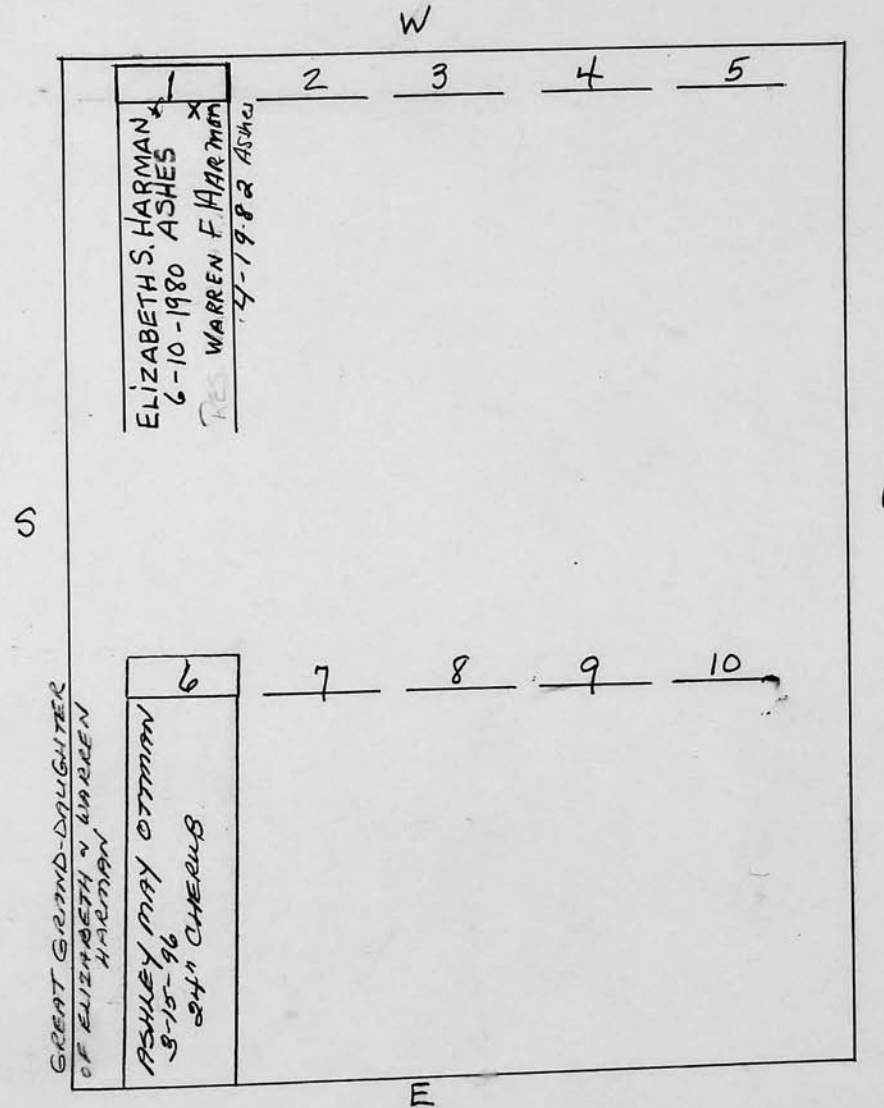 W
1 2 3 4 5
ELIZABETH S. HARMAN X
6-10-1980 ASHES
Res WARREN F. HARMAN X
4-19-82 Ashes
S
6 7 8 9 10
ASHLEY MAY OTTMAN
3-15-96
24" CHERUB
GREAT GRAND-DAUGHTER
OF ELIZABETH & WARREN
HARMAN
E